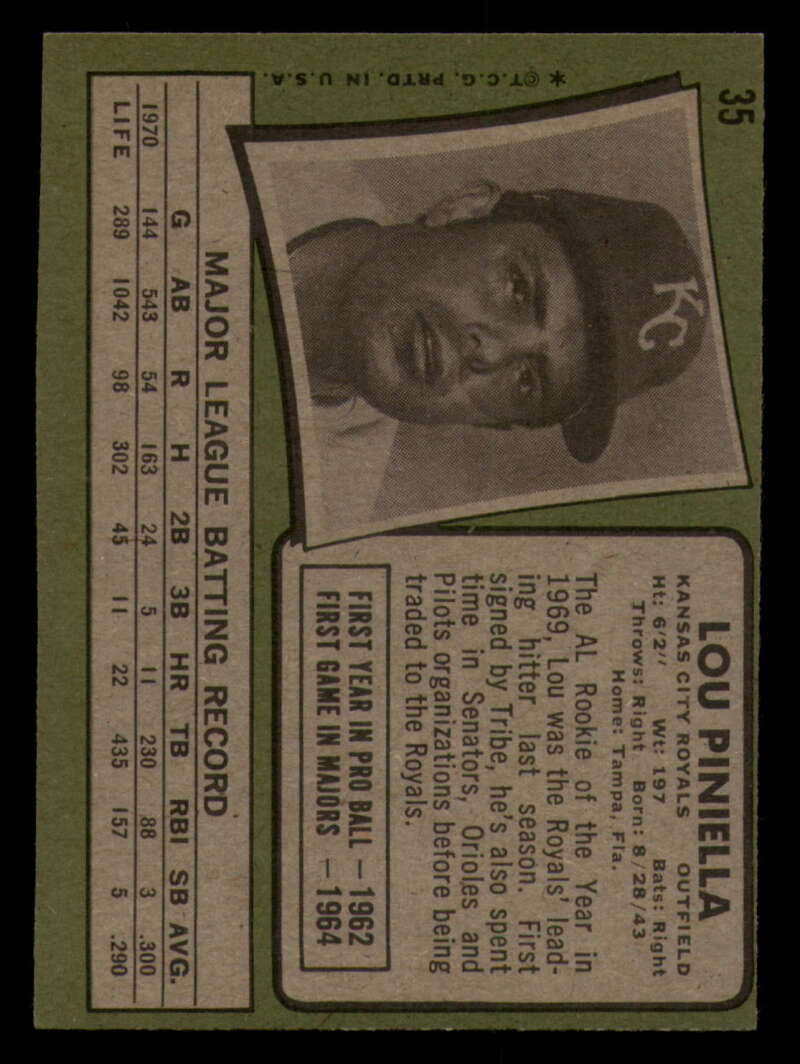 35
* © T.C.G. PRTD. IN U.S.A.
KC
LOU PINIELLA
KANSAS CITY ROYALS OUTFIELD
Ht: 6'2" Wt: 197 Bats: Right
Throws: Right Born: 8/28/43
Home: Tampa, Fla.
The AL Rookie of the Year in
1969, Lou was the Royals' lead-
ing hitter last season. First
signed by Tribe, he's also spent
time in Senators, Orioles and
Pilots organizations before being
traded to the Royals.
FIRST YEAR IN PRO BALL — 1962
FIRST GAME IN MAJORS — 1964
MAJOR LEAGUE BATTING RECORD
G AB R H 2B 3B HR TB RBI SB AVG.
1970 144 543 54 163 24 5 11 230 88 3 .300
LIFE 289 1042 98 302 45 11 22 435 157 5 .290